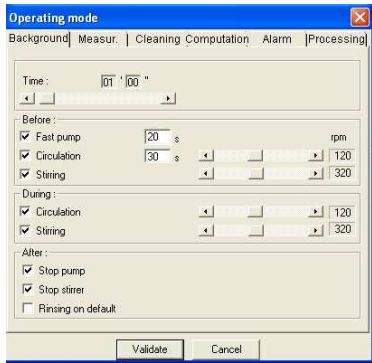 Operating mode
Background Measur. Cleaning Computation Alarm Processing
Time : 01 ' 00 "
Before :
Fast pump 20 s rpm
Circulation 30 s 120
Stirring 320
During :
Circulation 120
Stirring 320
After :
Stop pump
Stop stirrer
Rinsing on default
Validate Cancel